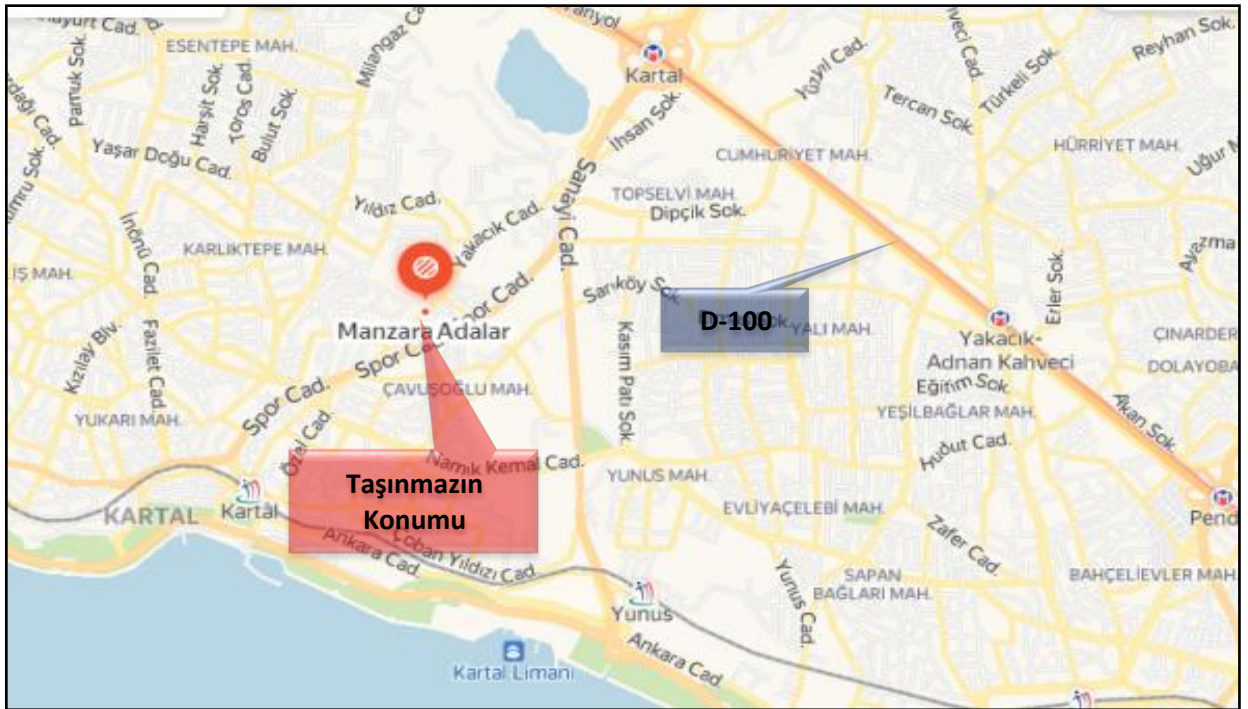 ESENTEPE MAH.
Milangaz Ca
Pamuk Sok.
Harşit Sok.
Toros Cad.
Bulut Sok.
Yaşar Doğu Cad.
Kartal
İhsan Sok.
Tercan Sok.
Türkeli Sok.
Reyhan Sok.
CUMHURİYET MAH.
HÜRRİYET MAH.
TOPSELVİ MAH.
Dipçik Sok.
Sanayi Cad.
Yıldız Cad.
Yakacık Cad.
İnönü Cad.
KARLIKTEPE MAH.
İŞ MAH.
Spor Cad.
Sarıköy Sok.
D-100
YALI MAH.
Erler Sok.
Manzara Adalar
Kızılay Blv.
Fazilet Cad.
Spor Cad.
Kasım Patı Sok.
Yakacık-
Adnan Kahveci
ÇINARDER
DOLAYOBA
Eğitim Sok.
ÇAVUŞOĞLU MAH.
Akan Sok.
YUKARI MAH.
Özel Cad.
YEŞİLBAĞLAR MAH.
Hudut Cad.
Namık Kemal Cad.
YUNUS MAH.
Taşınmazın
Konumu
KARTAL
Kartal
EVLİYAÇELEBİ MAH.
Pend
Zafer Cad.
Ankara Cad.
Çoban Yıldızı Cad.
Yunus Cad.
SAPAN
BAĞLARI MAH.
BAHÇELİEVLER MAH.
Yunus
Ankara Cad.
Kartal Limanı